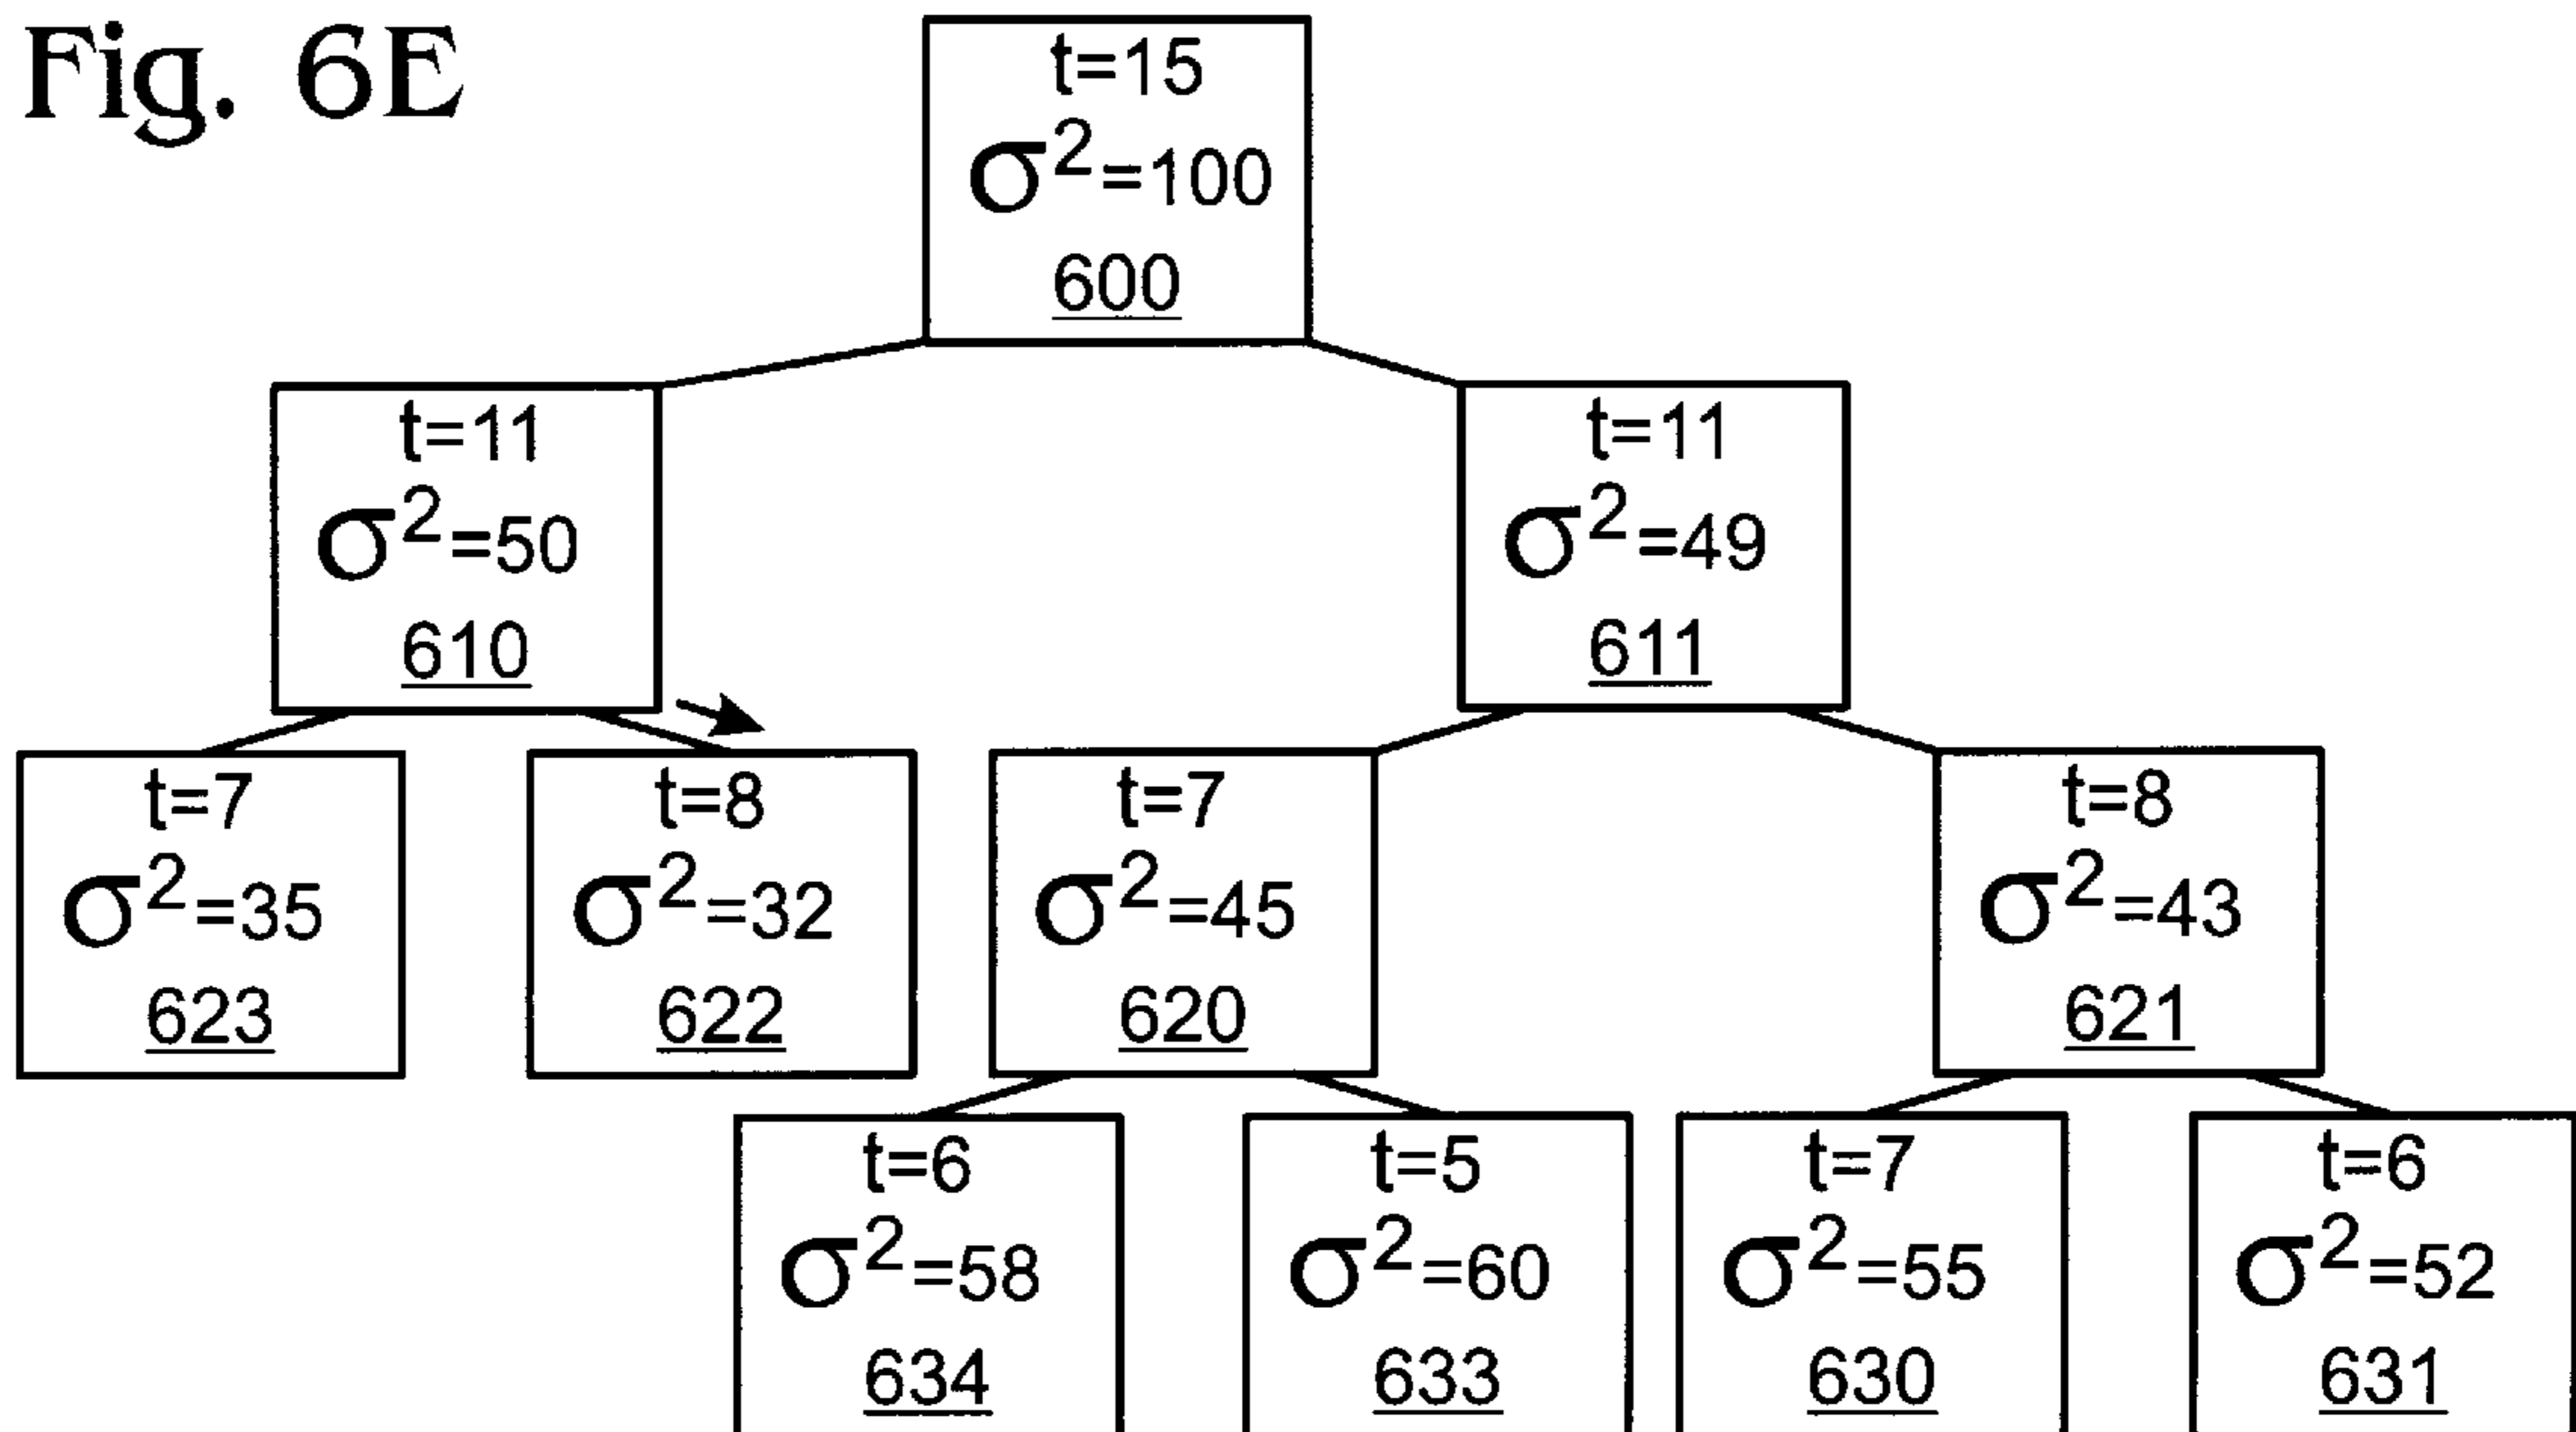 Fig. 6E
t=15
σ²=100
600
t=11
σ²=50
610
t=11
σ²=49
611
t=7
σ²=35
623
t=8
σ²=32
622
t=7
σ²=45
620
t=8
σ²=43
621
t=6
σ²=58
634
t=5
σ²=60
633
t=7
σ²=55
630
t=6
σ²=52
631